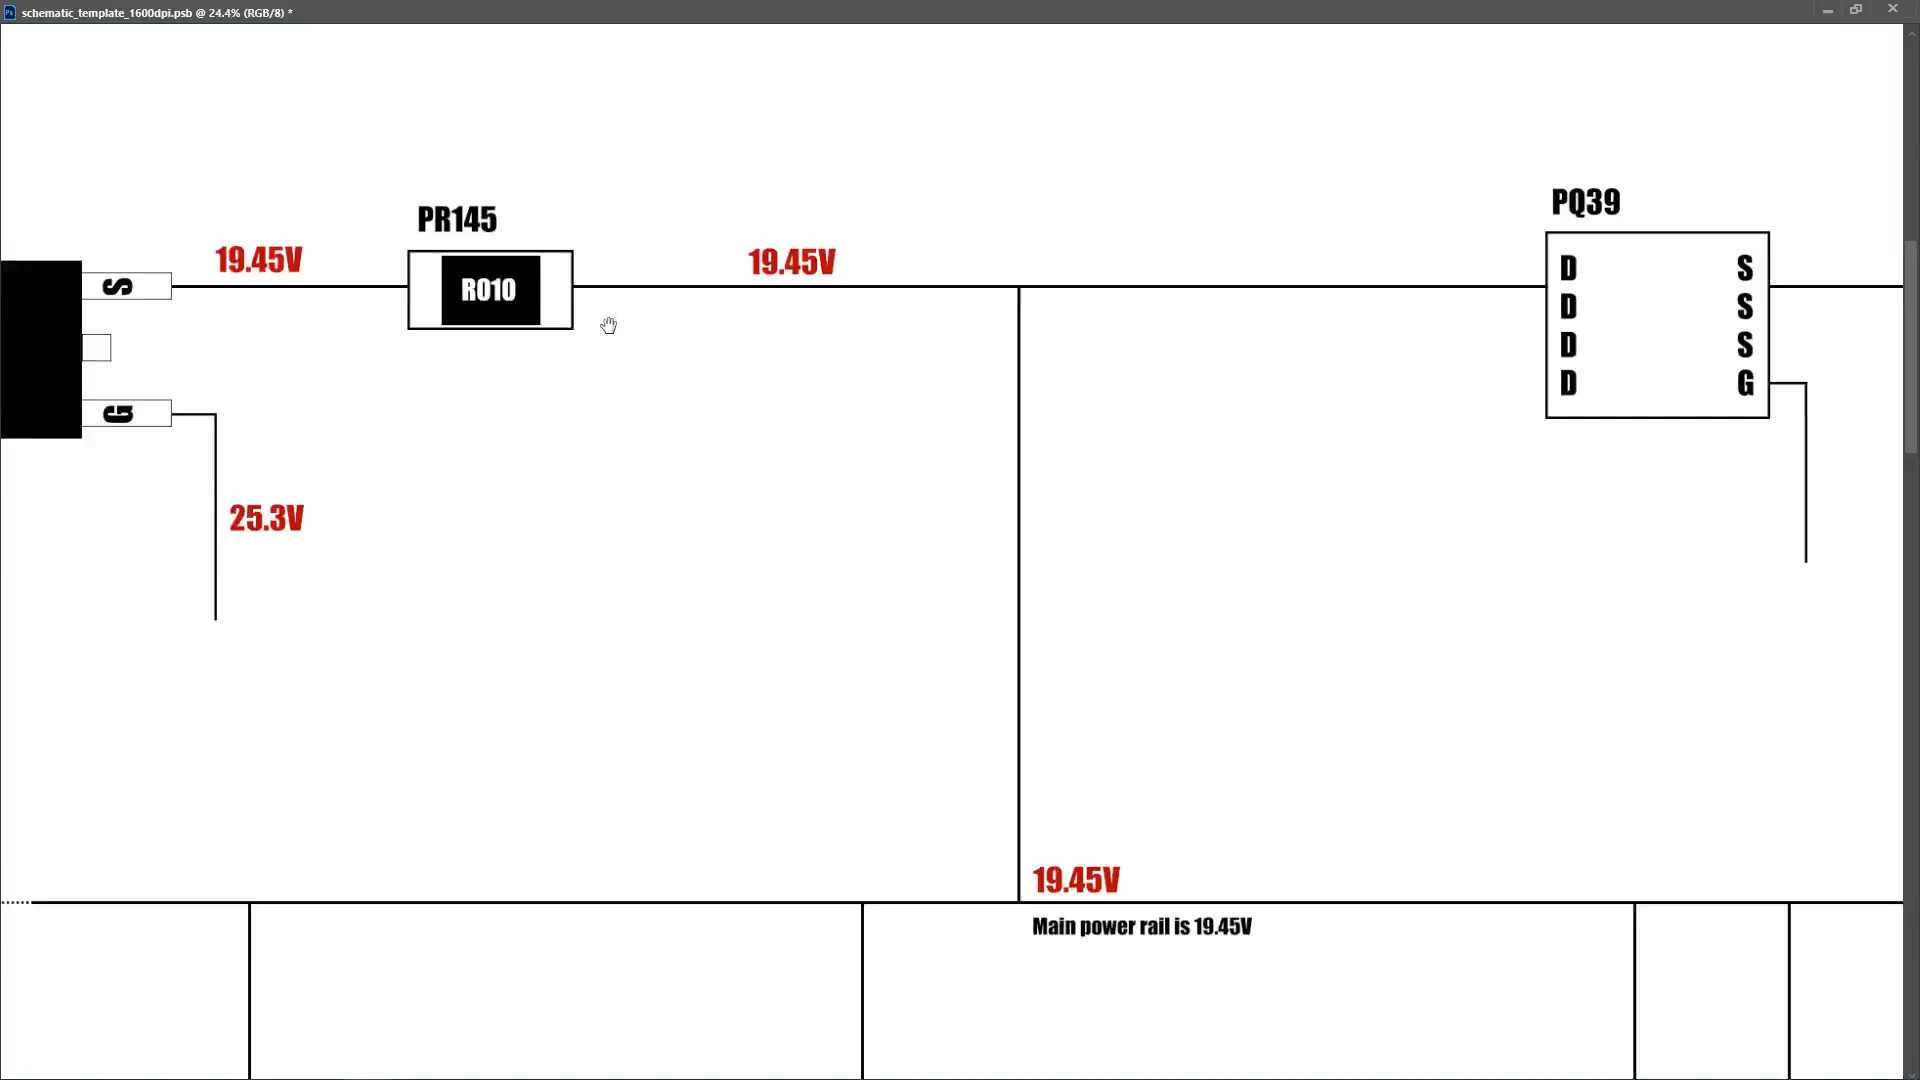 schematic_template_1600dpi.psb @ 24.4% (RGB/8) *
PQ39
PR145
19.45V
19.45V
R010
S
G
D S
D S
D S
D G
25.3V
19.45V
Main power rail is 19.45V